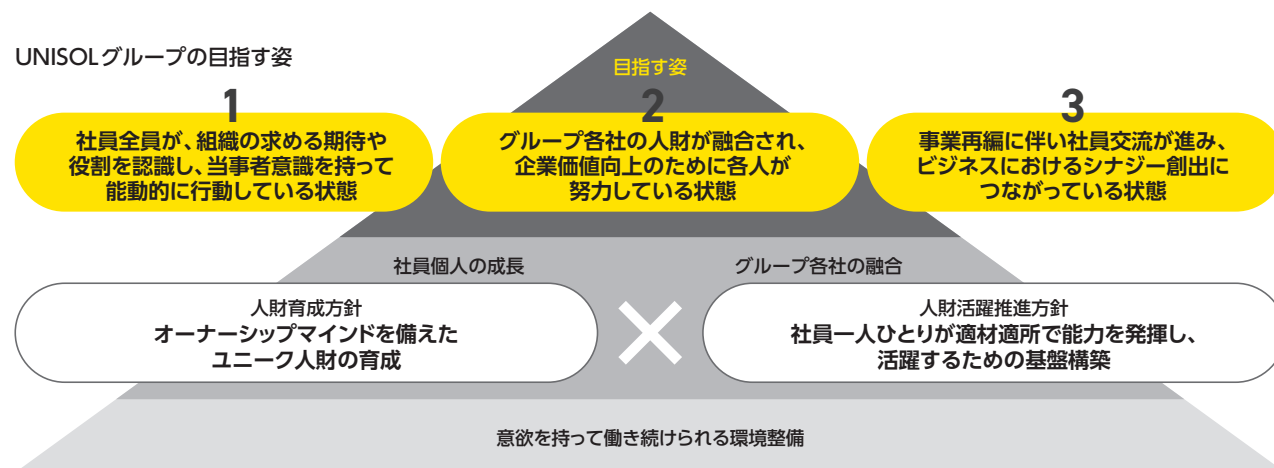 UNISOLグループの目指す姿
目指す姿
1
社員全員が、組織の求める期待や
役割を認識し、当事者意識を持って
能動的に行動している状態
2
グループ各社の人財が融合され、
企業価値向上のために各人が
努力している状態
3
事業再編に伴い社員交流が進み、
ビジネスにおけるシナジー創出に
つながっている状態
社員個人の成長
人財育成方針
オーナーシップマインドを備えた
ユニーク人財の育成
グループ各社の融合
人財活躍推進方針
社員一人ひとりが適材適所で能力を発揮し、
活躍するための基盤構築
意欲を持って働き続けられる環境整備